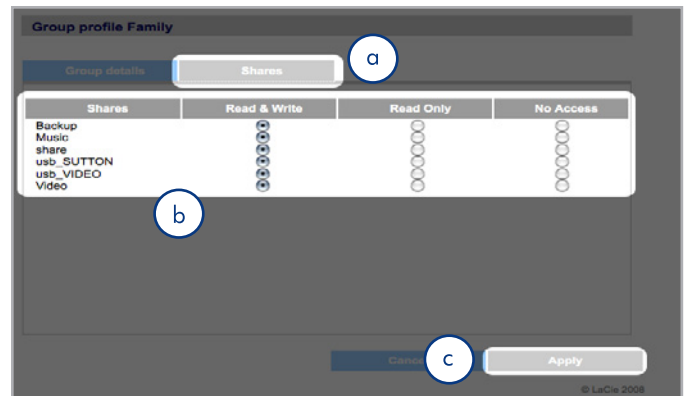 Group profile Family
a
Group details Shares
Shares Read & Write Read Only No Access
Backup
Music
share
usb_SUTTON
usb_VIDEO
Video
b
c
Apply
© LaCie 2008